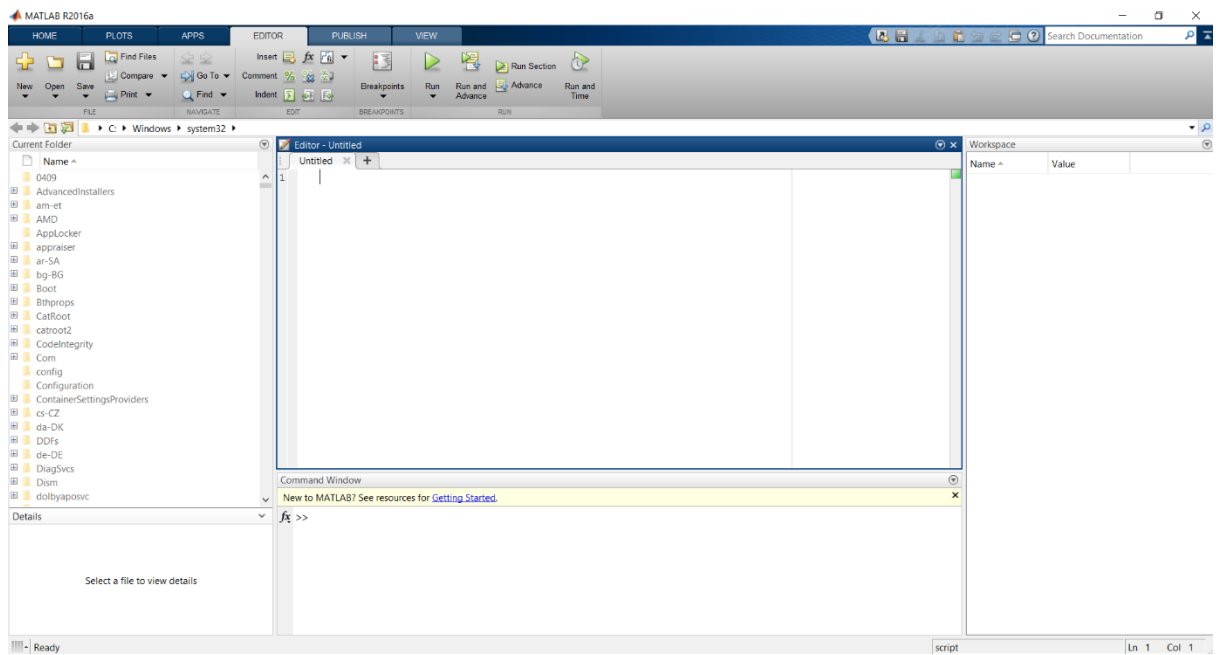 MATLAB R2016a
HOME PLOTS APPS EDITOR PUBLISH VIEW Search Documentation
Find Files Insert fx Run Section
New Open Save Compare Go To Comment Breakpoints Run Run and Advance Advance Run and Time
Print Find Indent
FILE NAVIGATE EDIT BREAKPOINTS RUN
C: Windows system32
Current Folder
Name
0409
AdvancedInstallers
am-et
AMD
AppLocker
appraiser
ar-SA
bg-BG
Boot
Bthprops
CatRoot
catroot2
CodeIntegrity
Com
config
Configuration
ContainerSettingsProviders
cs-CZ
da-DK
DDFs
de-DE
DiagSvcs
Dism
dolbyaposvc
Details
Select a file to view details
Editor - Untitled
Untitled +
1
Command Window
New to MATLAB? See resources for Getting Started.
fx >>
Workspace
Name Value
Ready script Ln 1 Col 1